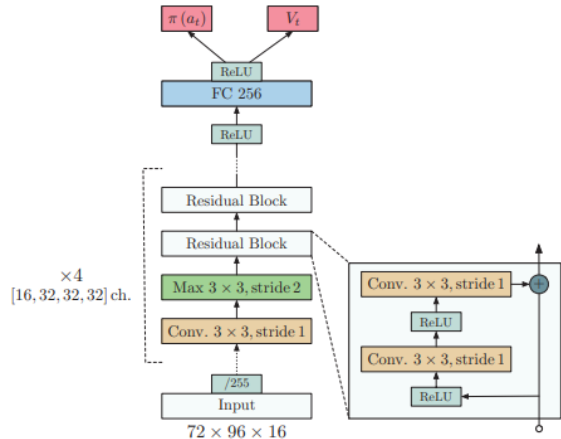 π (a_t)
V_t
ReLU
FC 256
ReLU
Residual Block
Residual Block
×4
[16, 32, 32, 32] ch.
Max 3 × 3, stride 2
Conv. 3 × 3, stride 1
/255
Input
72 × 96 × 16
Conv. 3 × 3, stride 1
+
ReLU
Conv. 3 × 3, stride 1
ReLU